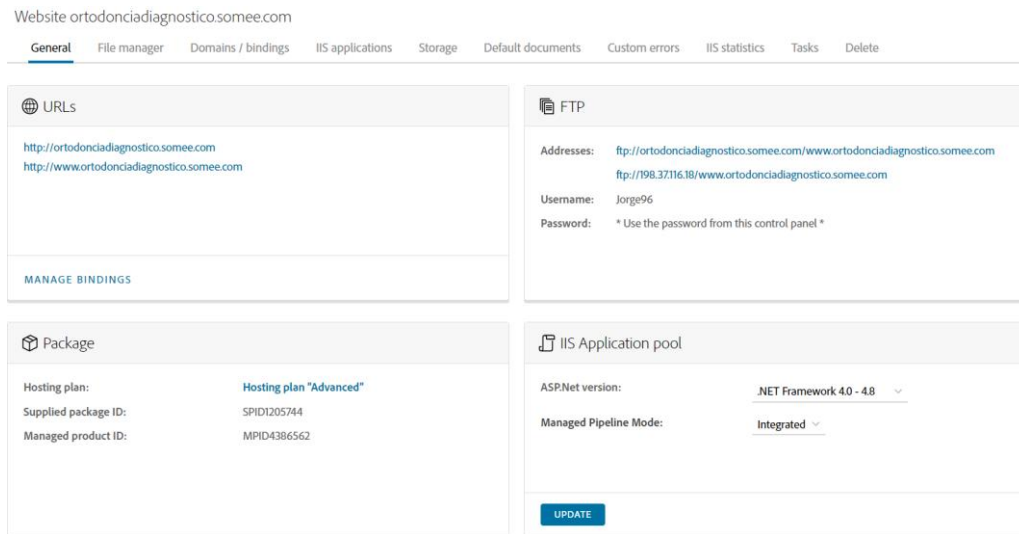 Website ortodonciadiagnostico.somee.com
General File manager Domains / bindings IIS applications Storage Default documents Custom errors IIS statistics Tasks Delete
URLs
http://ortodonciadiagnostico.somee.com
http://www.ortodonciadiagnostico.somee.com
MANAGE BINDINGS
FTP
Addresses: ftp://ortodonciadiagnostico.somee.com/www.ortodonciadiagnostico.somee.com
ftp://198.37.116.18/www.ortodonciadiagnostico.somee.com
Username: Jorge96
Password: * Use the password from this control panel *
Package
Hosting plan: Hosting plan "Advanced"
Supplied package ID: SPID1205744
Managed product ID: MPID4386562
IIS Application pool
ASP.Net version: .NET Framework 4.0 - 4.8
Managed Pipeline Mode: Integrated
UPDATE